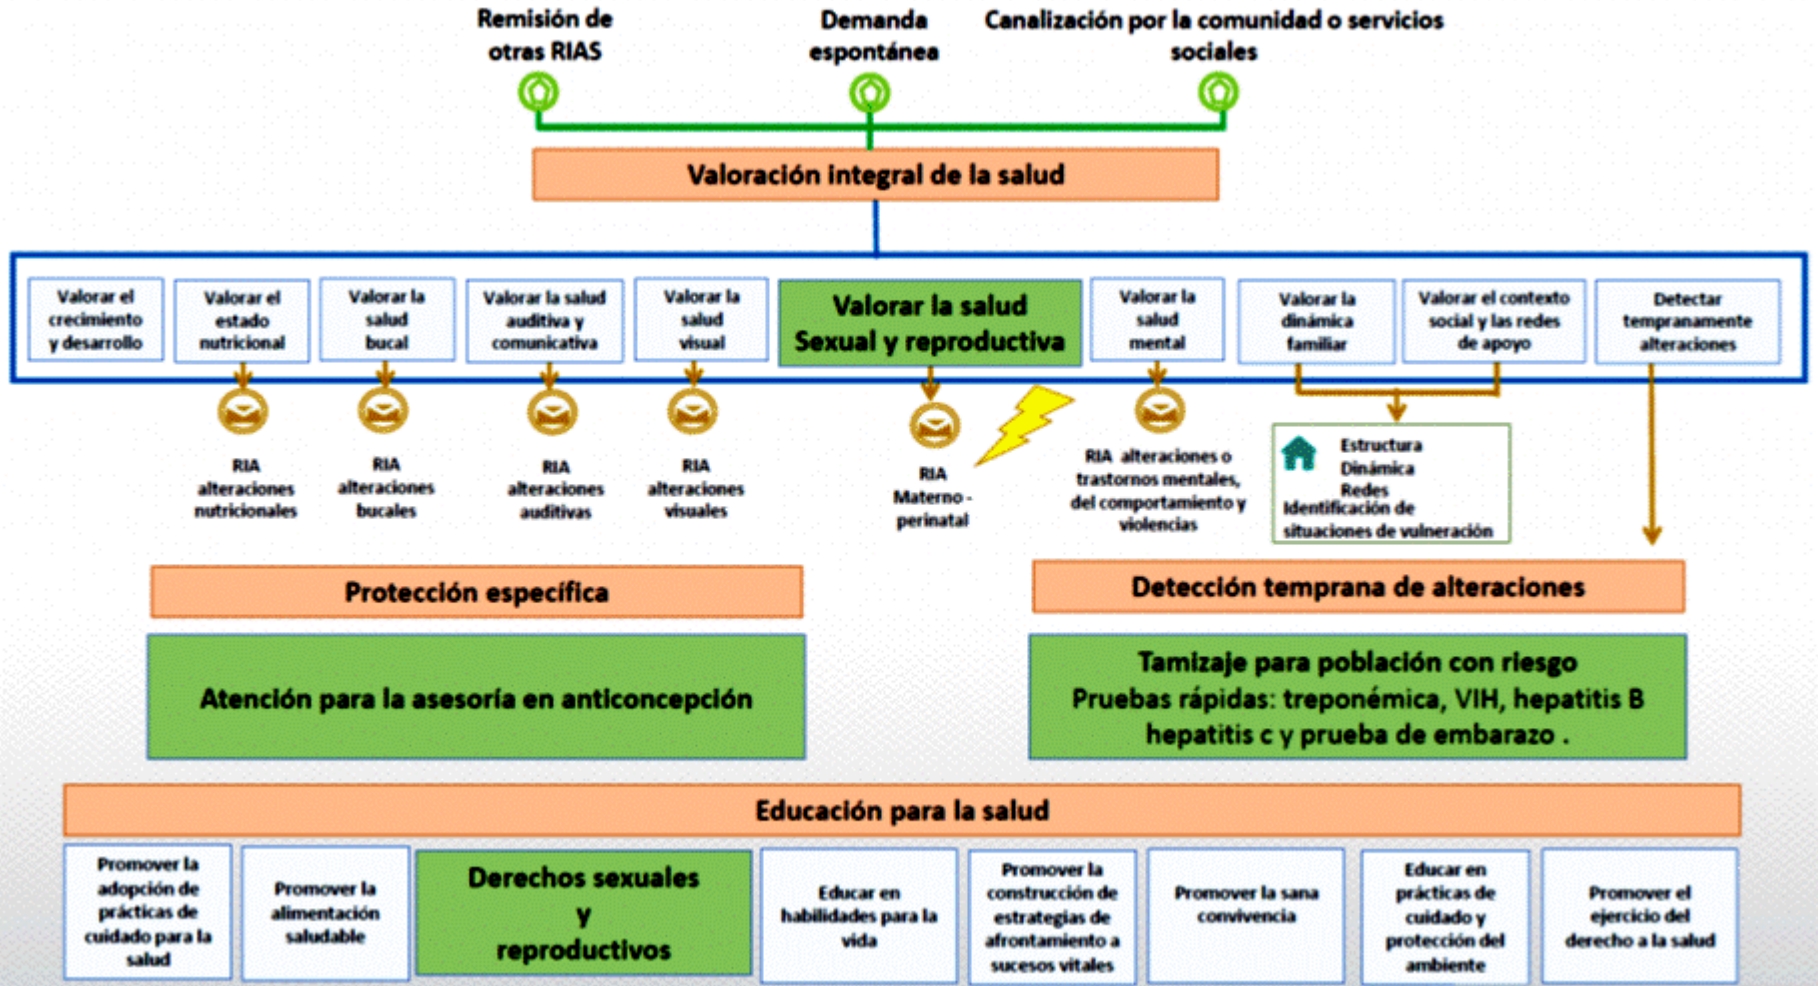 Remisión de
otras RIAS
Demanda
espontánea
Canalización por la comunidad o servicios
sociales
Valoración integral de la salud
Valorar el
crecimiento
y desarrollo
Valorar el
estado
nutricional
Valorar la
salud
bucal
Valorar la salud
auditiva y
comunicativa
Valorar la
salud
visual
Valorar la salud
Sexual y reproductiva
Valorar la
salud
mental
Valorar la
dinámica
familiar
Valorar el contexto
social y las redes
de apoyo
Detectar
tempranamente
alteraciones
RIA
alteraciones
nutricionales
RIA
alteraciones
bucales
RIA
alteraciones
auditivas
RIA
alteraciones
visuales
RIA
Materno -
perinatal
RIA alteraciones o
trastornos mentales,
del comportamiento y
violencias
Estructura
Dinámica
Redes
Identificación de
situaciones de vulneración
Protección específica
Detección temprana de alteraciones
Atención para la asesoría en anticoncepción
Tamizaje para población con riesgo
Pruebas rápidas: treponémica, VIH, hepatitis B
hepatitis c y prueba de embarazo .
Educación para la salud
Promover la
adopción de
prácticas de
cuidado para la
salud
Promover la
alimentación
saludable
Derechos sexuales
y
reproductivos
Educar en
habilidades para la
vida
Promover la
construcción de
estrategias de
afrontamiento a
sucesos vitales
Promover la sana
convivencia
Educar en
prácticas de
cuidado y
protección del
ambiente
Promover el
ejercicio del
derecho a la salud